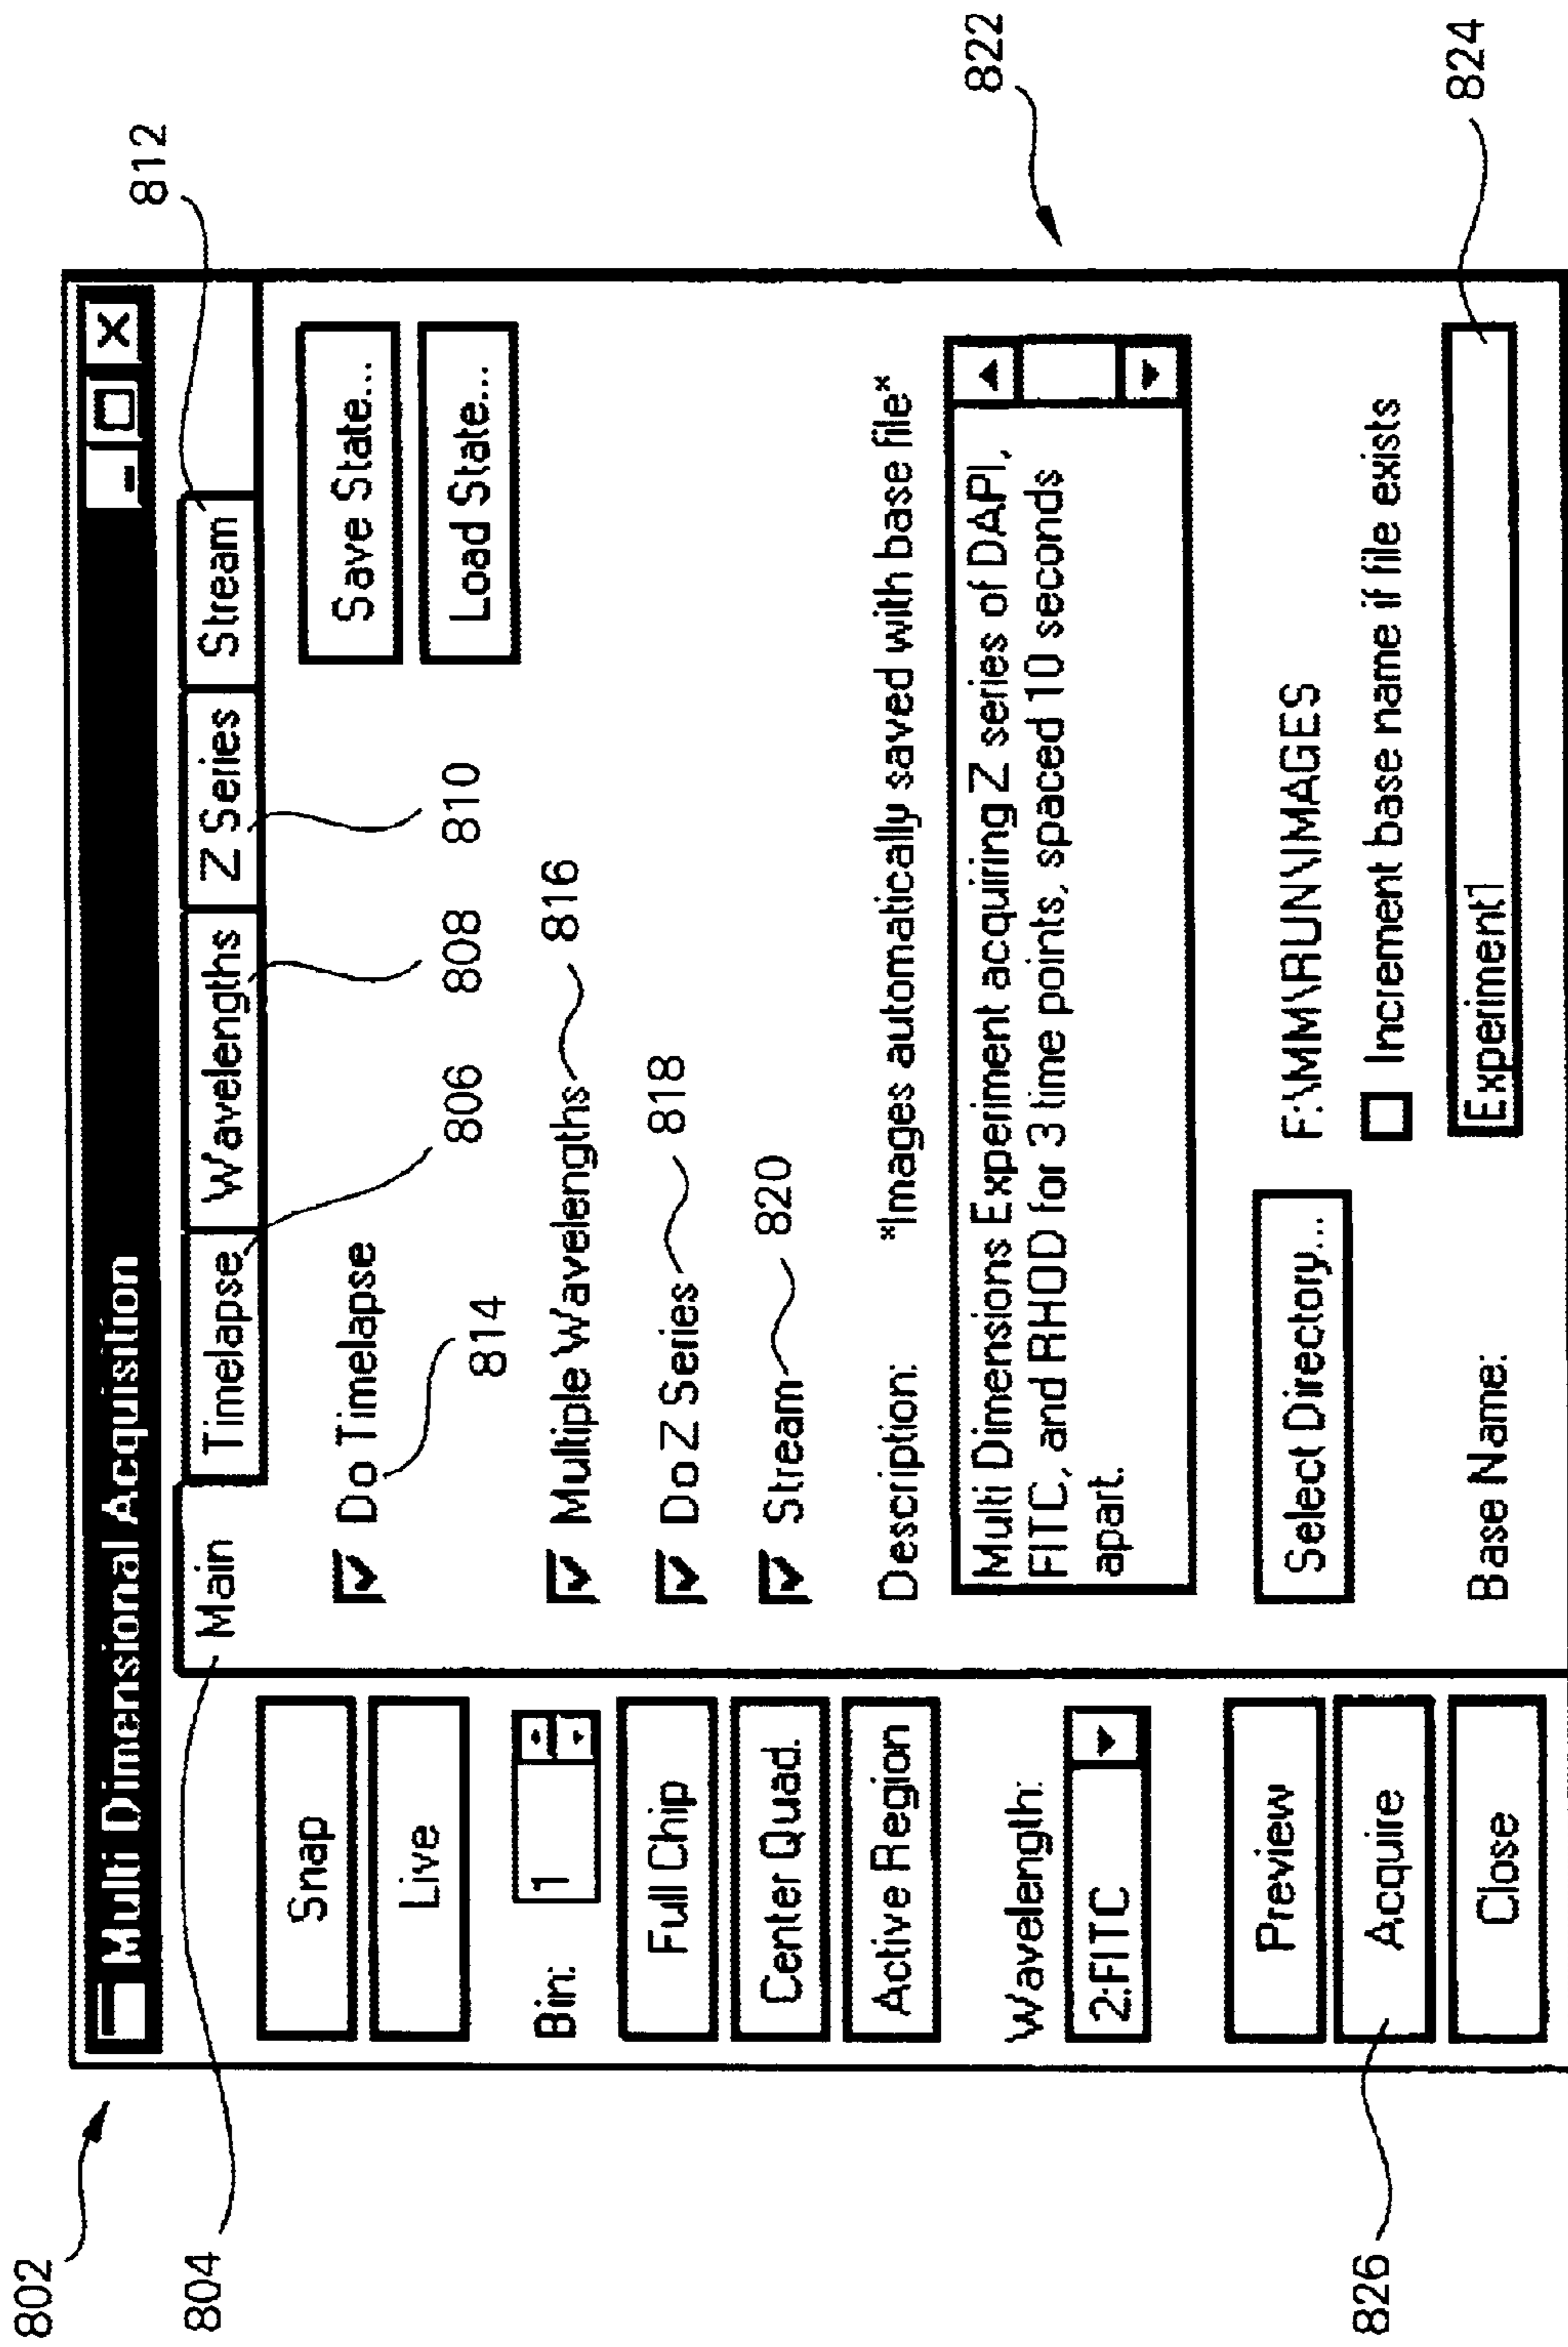 802
Multi Dimensional Acquisition
812
804
Main
Timelapse
Wavelengths
Z Series
Stream
Snap
Live
Bin:
1
Full Chip
Center Quad.
Active Region
Wavelength:
2:FITC
Preview
Acquire
Close
826
Do Timelapse
814
806
808
810
Save State...
Load State...
Multiple Wavelengths
816
Do Z Series
818
Stream
820
Description:
*Images automatically saved with base file*
822
Multi Dimensions Experiment acquiring Z series of DAPI,
FITC, and RHOD for 3 time points, spaced 10 seconds
apart.
Select Directory...
F:\MM\RUN\IMAGES
Increment base name if file exists
Base Name:
Experiment1
824